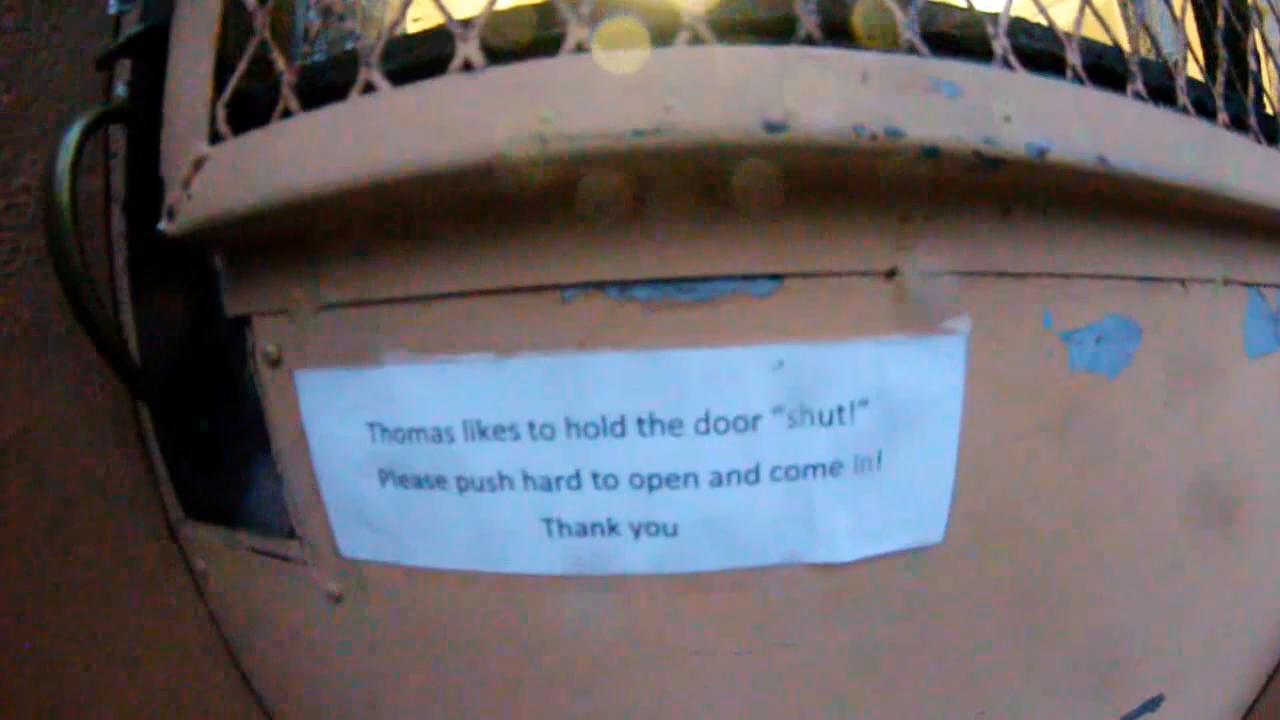 Thomas likes to hold the door “shut!”
Please push hard to open and come in!
Thank you